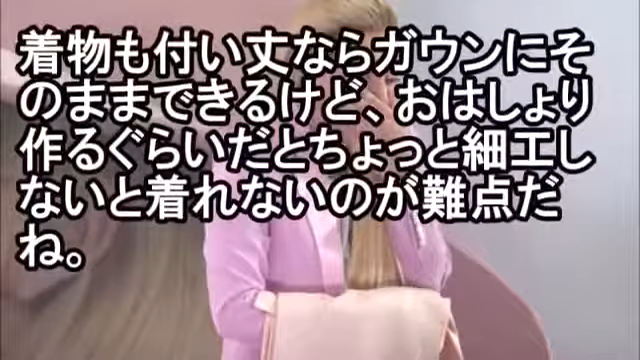 着物も付い丈ならガウンにそ
のままできるけど、おはしょり
作るぐらいだとちょっと細工し
ないと着れないのが難点だ
ね。